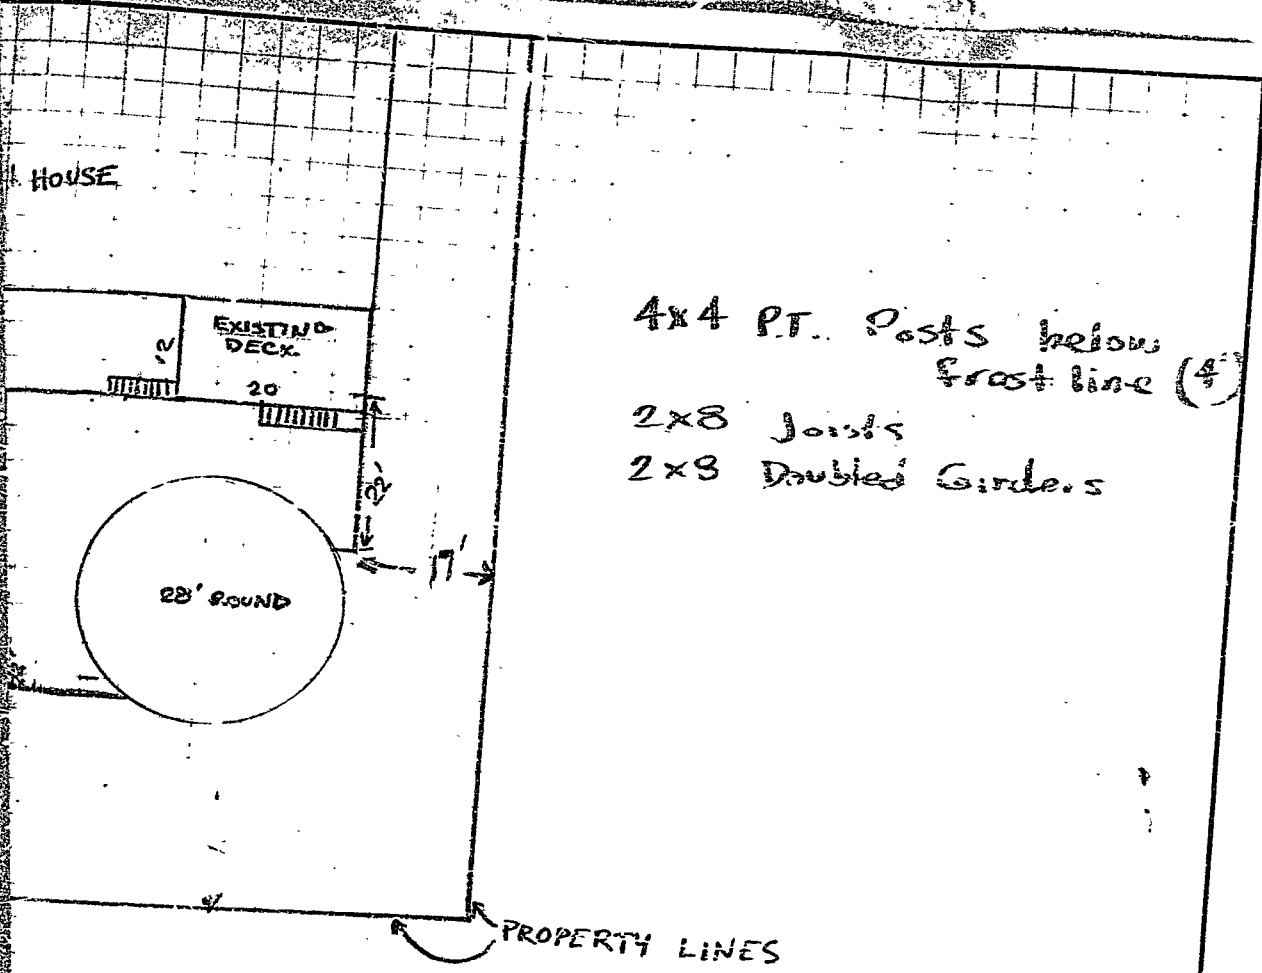 HOUSE
EXISTING
DECK
12
20
22'
17'
28' ROUND
4x4 P.T. Posts below
frost line (4')
2x8 Joists
2x8 Doubled Girders
PROPERTY LINES